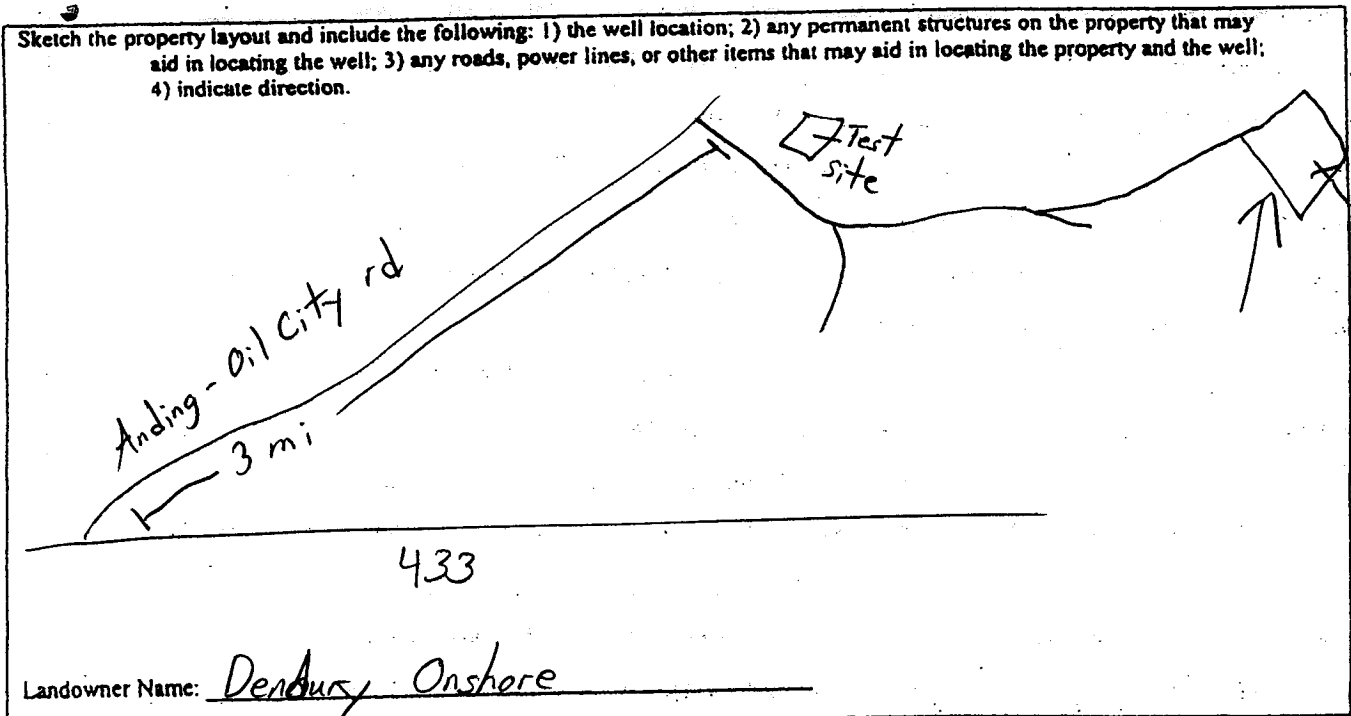 Sketch the property layout and include the following: 1) the well location; 2) any permanent structures on the property that may
aid in locating the well; 3) any roads, power lines, or other items that may aid in locating the property and the well;
4) indicate direction.
Test
site
Anding - Oil City rd
3 mi
433
Landowner Name: Denbury Onshore